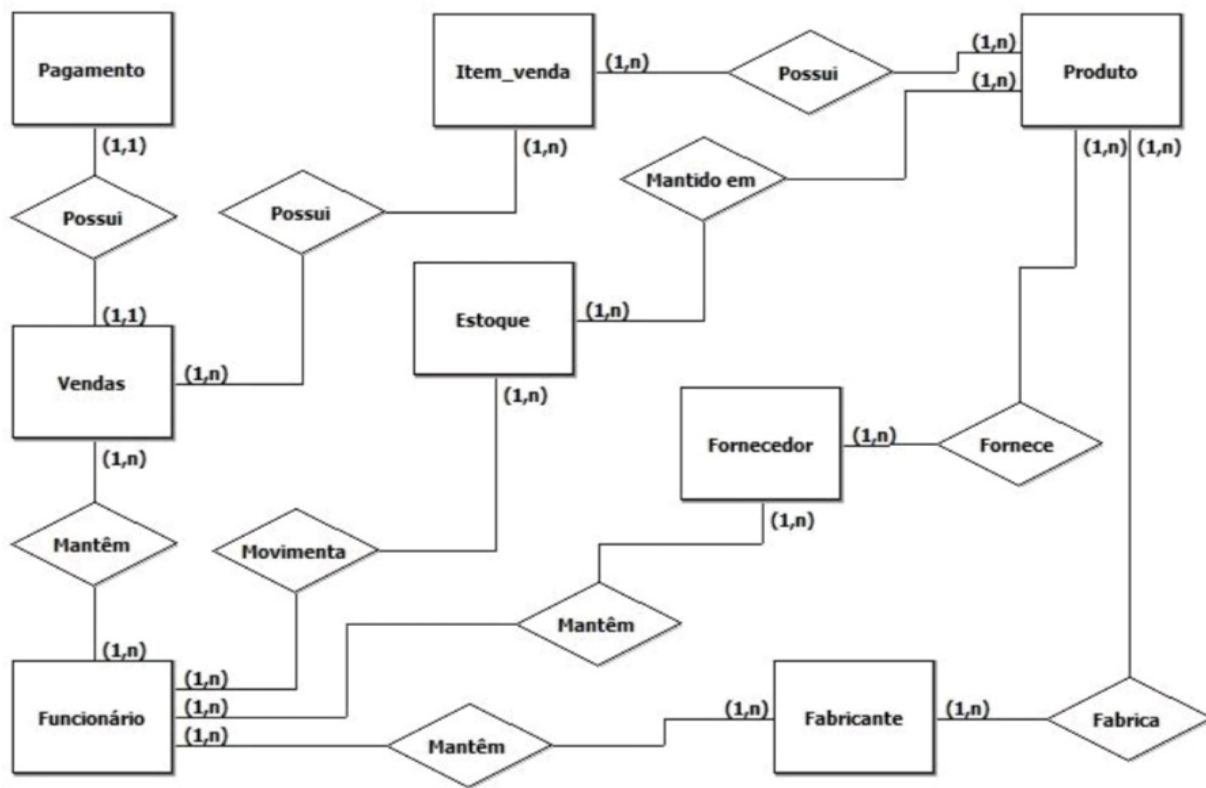 Pagamento
Item_venda
(1,n)
Possui
(1,n)
(1,n)
Produto
(1,1)
(1,n)
(1,n)
(1,n)
Mantido em
Possui
Possui
Estoque
(1,n)
(1,1)
Vendas
(1,n)
(1,n)
Fornecedor
(1,n)
Fornece
(1,n)
(1,n)
Mantêm
Movimenta
Mantêm
(1,n)
Funcionário
(1,n)
(1,n)
(1,n)
Mantêm
(1,n)
Fabricante
(1,n)
Fabrica